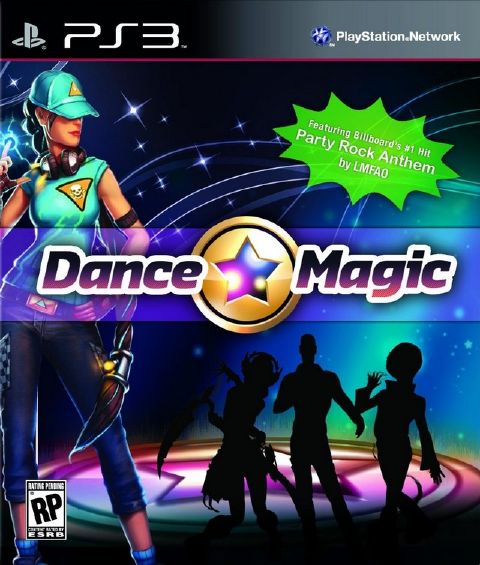 PS3
PlayStation®Network
Featuring Billboard's #1 Hit
Party Rock Anthem
by LMFAO
Dance Magic
RATING PENDING
RP
CONTENT RATED BY
ESRB